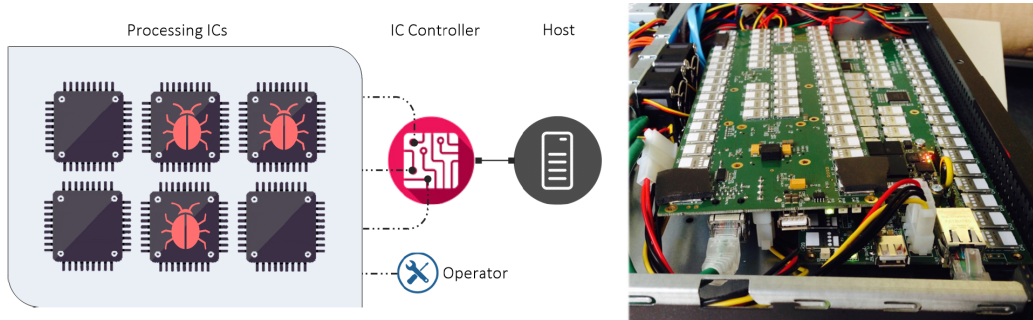 Processing ICs
IC Controller
Host
Operator